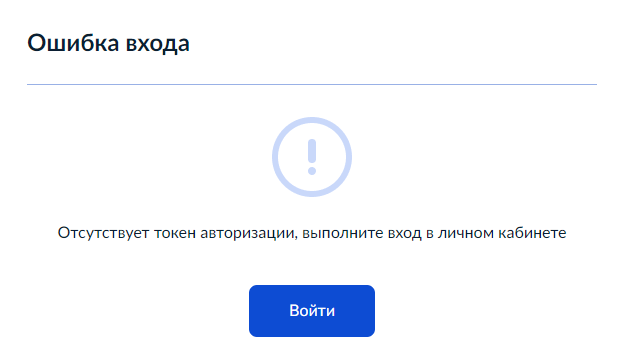 Ошибка входа
Отсутствует токен авторизации, выполните вход в личном кабинете
Войти